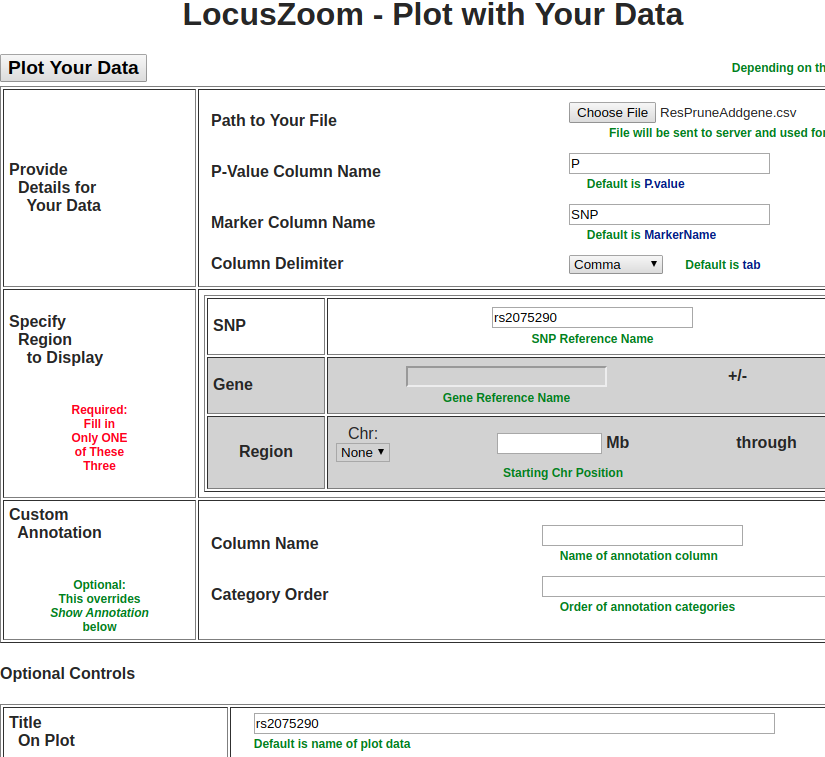 LocusZoom - Plot with Your Data
Plot Your Data
Depending on th
Provide
Details for
Your Data
Path to Your File
Choose File ResPruneAddgene.csv
File will be sent to server and used for
P-Value Column Name
P
Default is P.value
Marker Column Name
SNP
Default is MarkerName
Column Delimiter
Comma
Default is tab
Specify
Region
to Display
Required:
Fill in
Only ONE
of These
Three
SNP
rs2075290
SNP Reference Name
Gene
+/-
Gene Reference Name
Region
Chr:
None
Mb
through
Starting Chr Position
Custom
Annotation
Optional:
This overrides
Show Annotation
below
Column Name
Name of annotation column
Category Order
Order of annotation categories
Optional Controls
Title
On Plot
rs2075290
Default is name of plot data